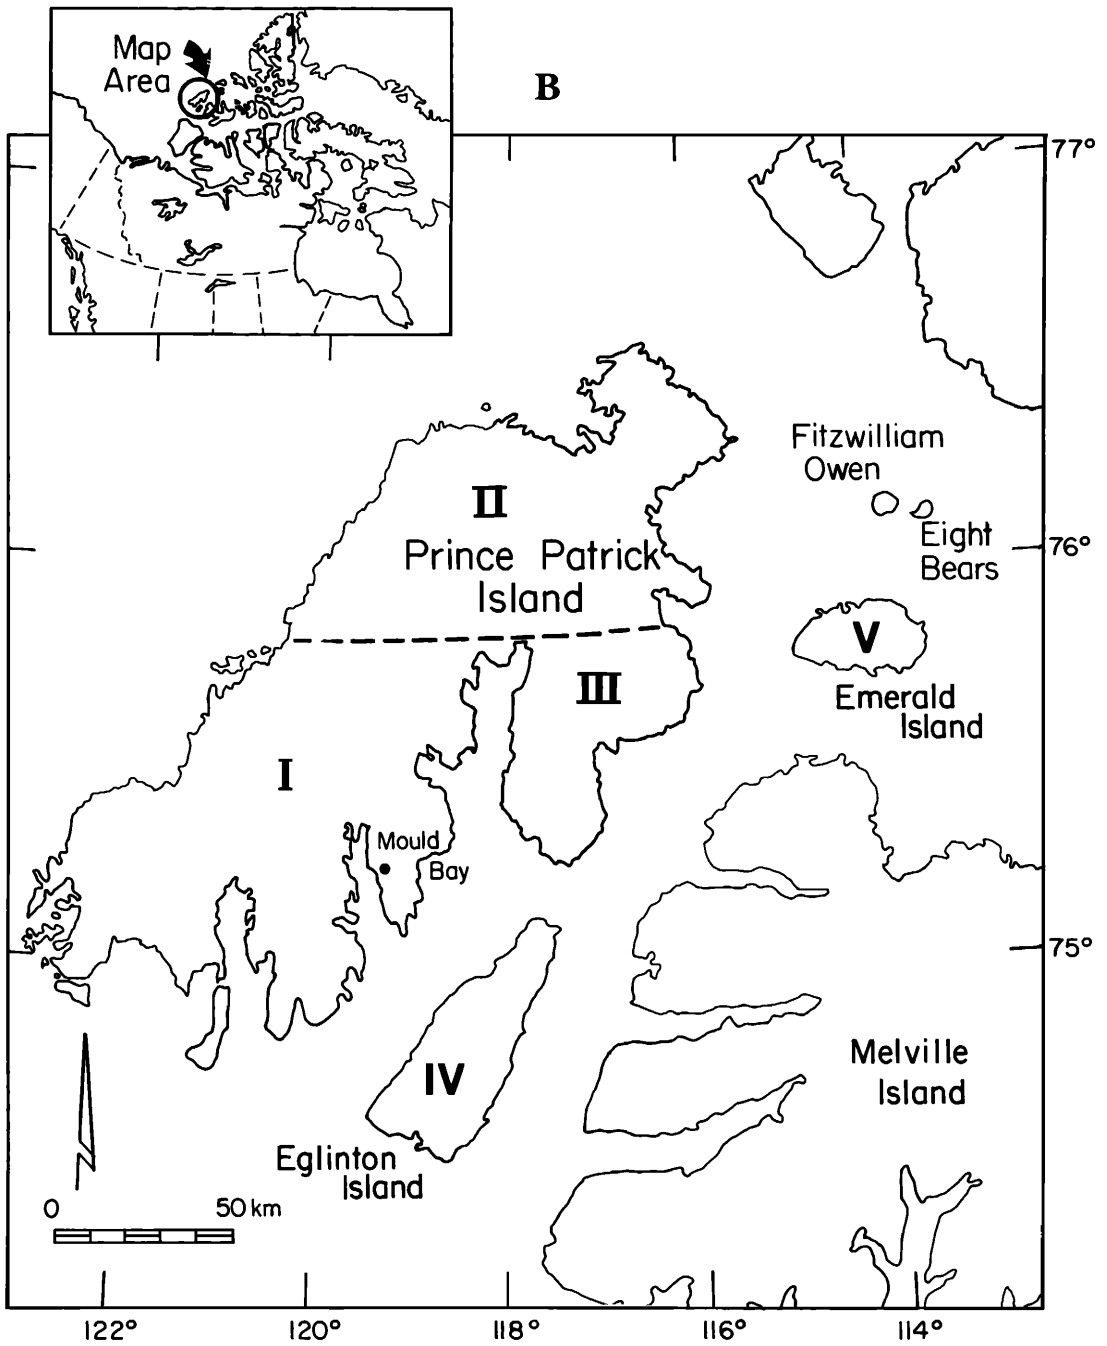 Map
Area
B
77°
Fitzwilliam
Owen
II
Eight
Bears
Prince Patrick
Island
76°
V
III
Emerald
Island
I
Mould
Bay
75°
Melville
Island
IV
Eglinton
Island
0 50 km
122° 120° 118° 116° 114°